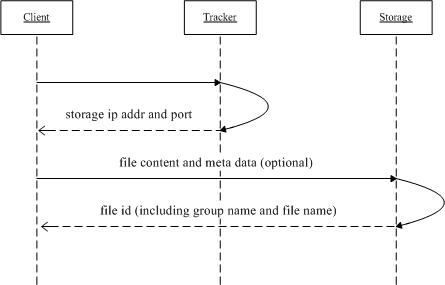 Client
Tracker
Storage
storage ip addr and port
file content and meta data (optional)
file id (including group name and file name)